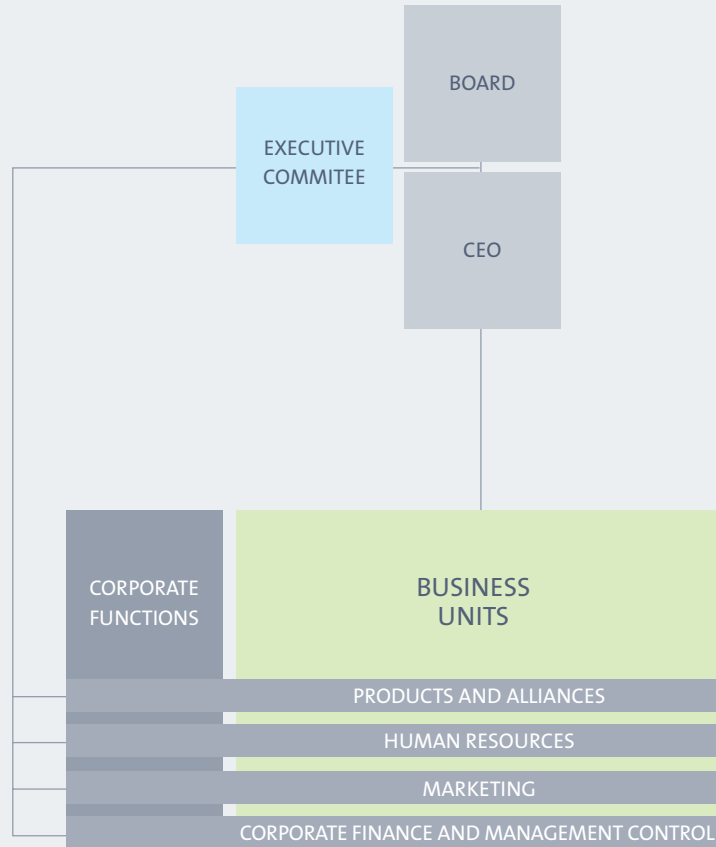 BOARD
EXECUTIVE
COMMITEE
CEO
CORPORATE
FUNCTIONS
BUSINESS
UNITS
PRODUCTS AND ALLIANCES
HUMAN RESOURCES
MARKETING
CORPORATE FINANCE AND MANAGEMENT CONTROL